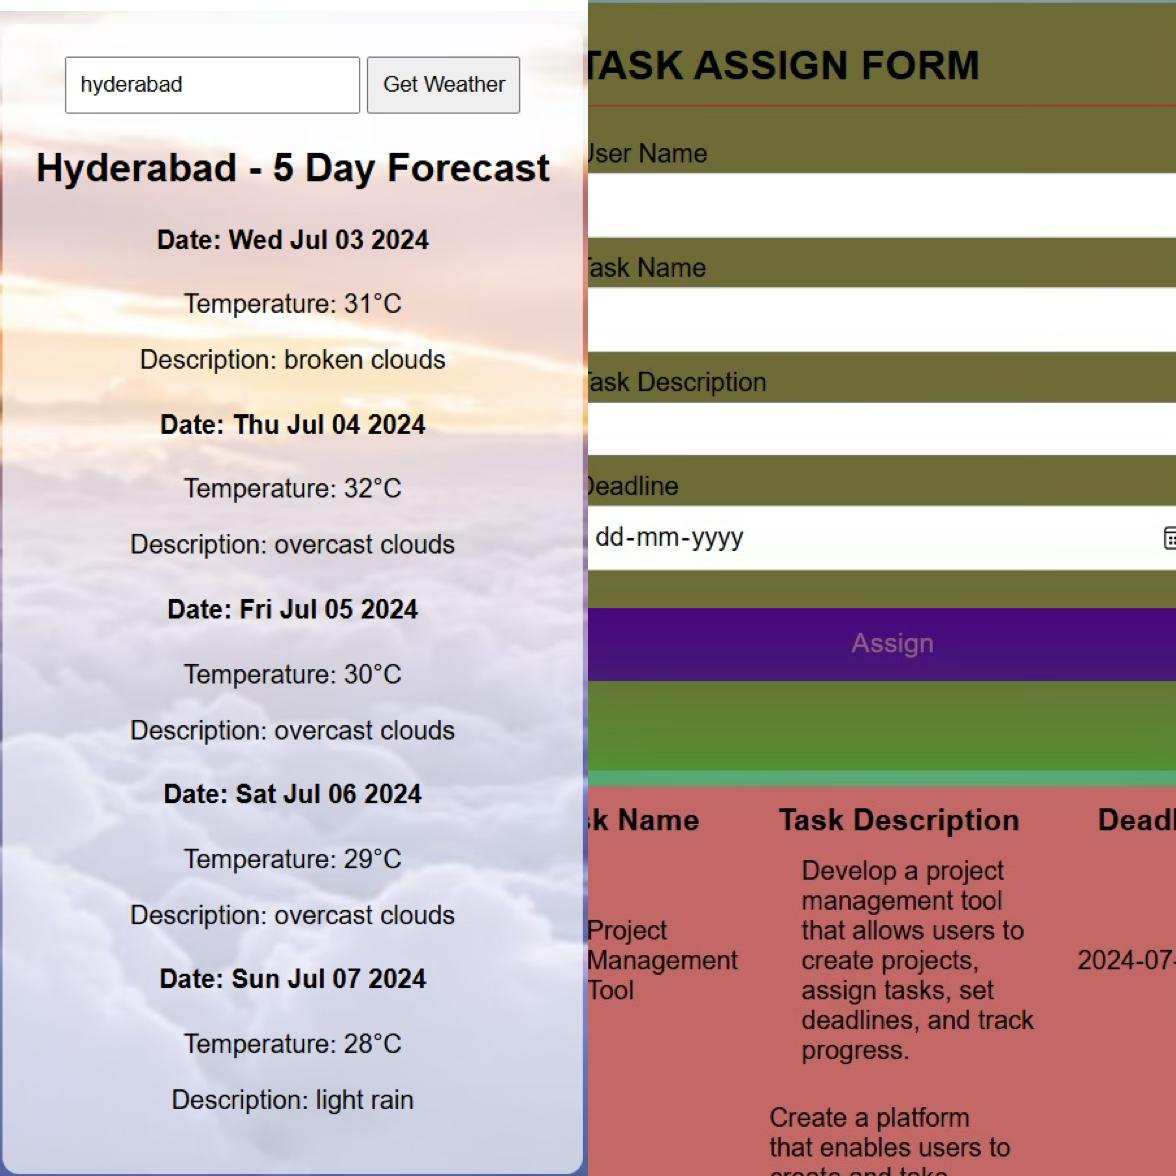 hyderabad
Get Weather
Hyderabad - 5 Day Forecast
Date: Wed Jul 03 2024
Temperature: 31°C
Description: broken clouds
Date: Thu Jul 04 2024
Temperature: 32°C
Description: overcast clouds
Date: Fri Jul 05 2024
Temperature: 30°C
Description: overcast clouds
Date: Sat Jul 06 2024
Temperature: 29°C
Description: overcast clouds
Date: Sun Jul 07 2024
Temperature: 28°C
Description: light rain
TASK ASSIGN FORM
User Name
Task Name
Task Description
Deadline
dd-mm-yyyy
Assign
sk Name
Task Description
Deadl
Project
Management
Tool
Develop a project
management tool
that allows users to
create projects,
assign tasks, set
deadlines, and track
progress.
2024-07-
Create a platform
that enables users to
create and take